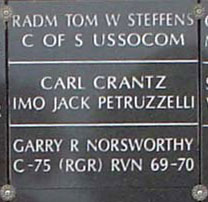 RADM TOM W STEFFENS
C OF S USSOCOM
CARL CRANTZ
IMO JACK PETRUZZELLI
GARRY R NORSWORTHY
C-75 (RGR) RVN 69-70